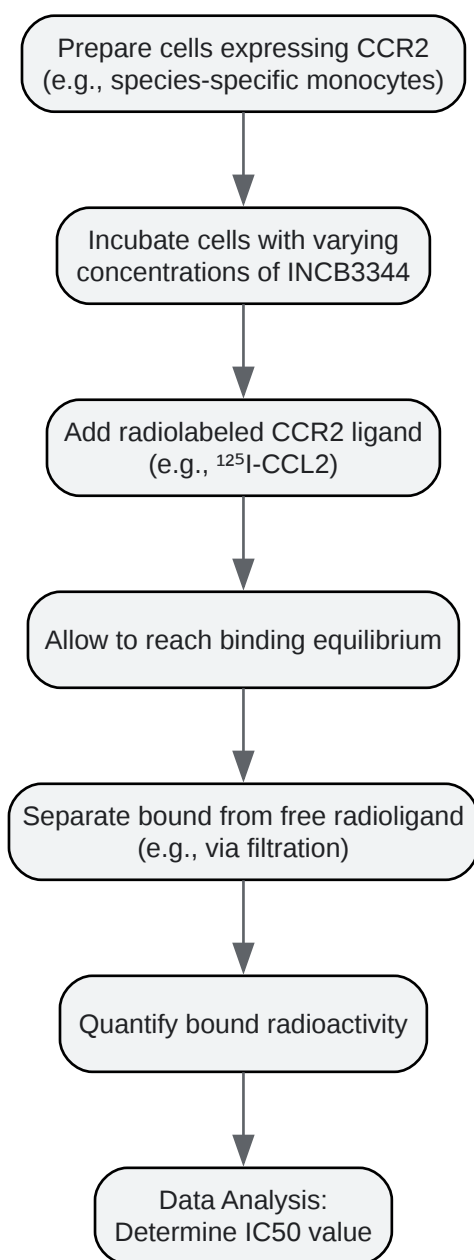 Prepare cells expressing CCR2
(e.g., species-specific monocytes)
Incubate cells with varying
concentrations of INCB3344
Add radiolabeled CCR2 ligand
(e.g., ¹²⁵I-CCL2)
Allow to reach binding equilibrium
Separate bound from free radioligand
(e.g., via filtration)
Quantify bound radioactivity
Data Analysis:
Determine IC50 value